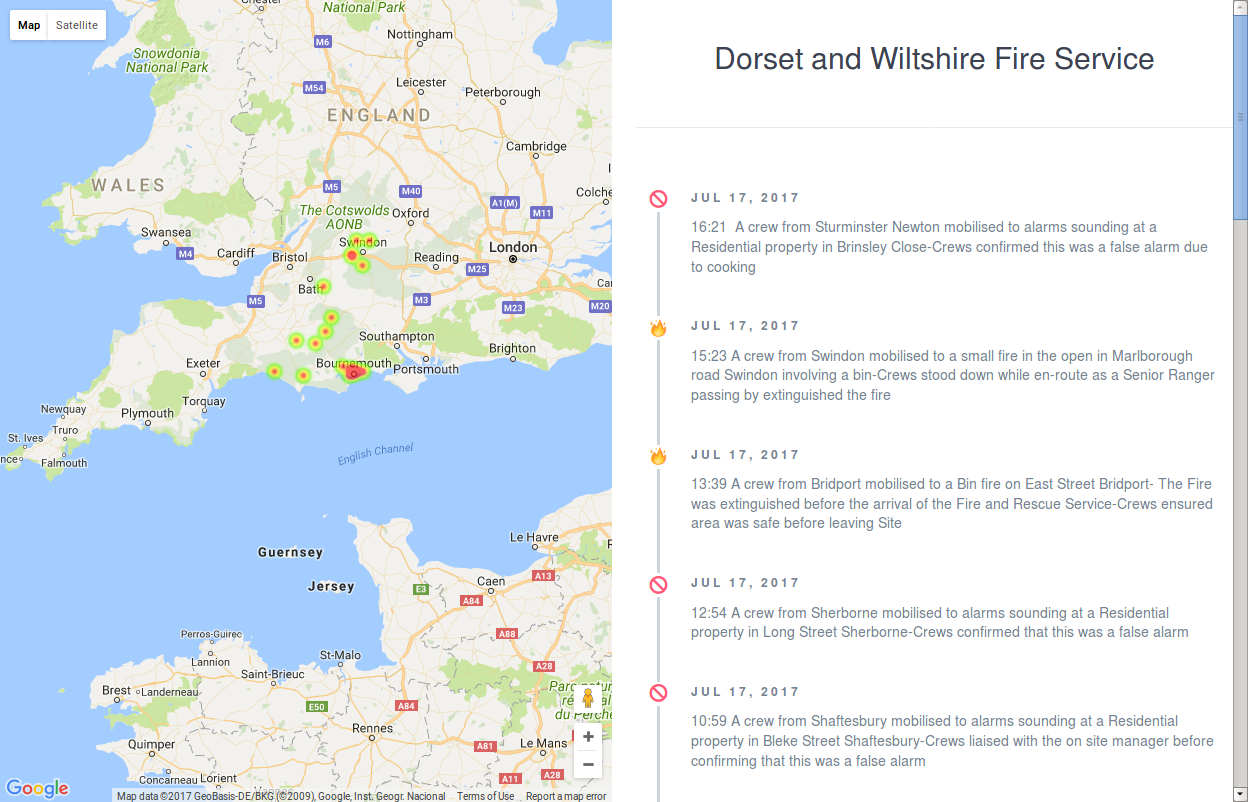 Map
Satellite
Chester
National Park
Nottingham
M6
Snowdonia
National Park
Leicester
M54
Peterborough
ENGLAND
Cambridge
WALES
M5
M40
Colche
A1(M)
The Cotswolds
AONB
Oxford
M11
Swansea
Swindon
London
M4
Cardiff
Bristol
Reading
M25
Bath
M5
M3
M23
M20
Southampton
Brighton
Exeter
Bournemouth
Portsmouth
Torquay
Newquay
Plymouth
Truro
St. Ives
Falmouth
English Channel
Le Havre
Guernsey
A13
Jersey
Caen
E3
A84
A88
Perros-Guirec
Lannion
St-Malo
A28
Saint-Brieuc
Brest
Landerneau
E50
A84
Rennes
Quimper
A81
Le Mans
Concarneau
Lorient
A11
A28
Google
Map data ©2017 GeoBasis-DE/BKG (©2009), Google, Inst. Geogr. Nacional
Terms of Use
Report a map error
Dorset and Wiltshire Fire Service
JUL 17, 2017
16:21 A crew from Sturminster Newton mobilised to alarms sounding at a
Residential property in Brinsley Close-Crews confirmed this was a false alarm due
to cooking
JUL 17, 2017
15:23 A crew from Swindon mobilised to a small fire in the open in Marlborough
road Swindon involving a bin-Crews stood down while en-route as a Senior Ranger
passing by extinguished the fire
JUL 17, 2017
13:39 A crew from Bridport mobilised to a Bin fire on East Street Bridport- The Fire
was extinguished before the arrival of the Fire and Rescue Service-Crews ensured
area was safe before leaving Site
JUL 17, 2017
12:54 A crew from Sherborne mobilised to alarms sounding at a Residential
property in Long Street Sherborne-Crews confirmed that this was a false alarm
JUL 17, 2017
10:59 A crew from Shaftesbury mobilised to alarms sounding at a Residential
property in Bleke Street Shaftesbury-Crews liaised with the on site manager before
confirming that this was a false alarm